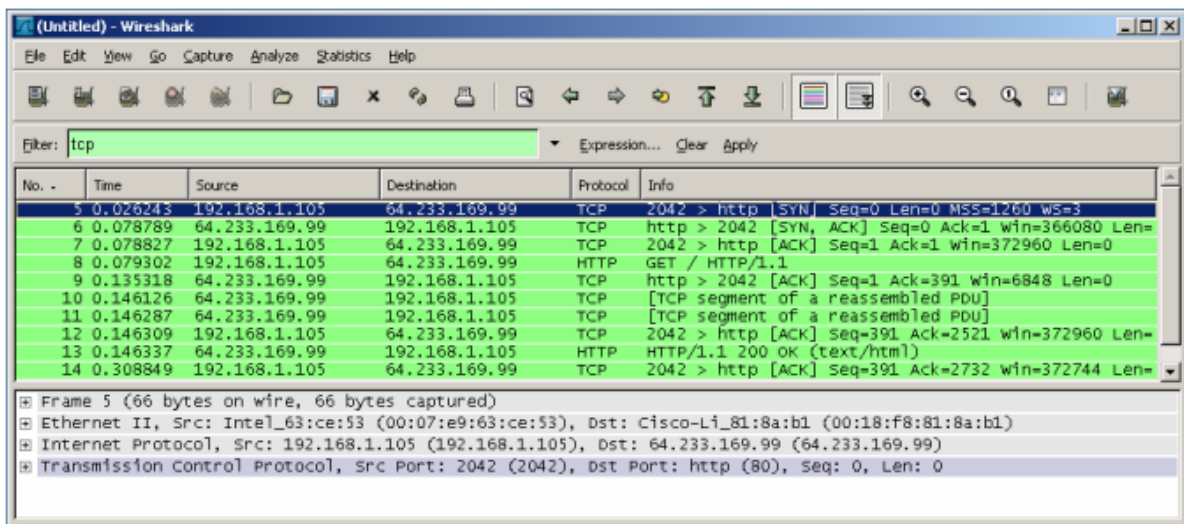 (Untitled) - Wireshark
File Edit View Go Capture Analyze Statistics Help
Filter: tcp Expression... Clear Apply
No. - Time Source Destination Protocol Info
5 0.026243 192.168.1.105 64.233.169.99 TCP 2042 > http [SYN] Seq=0 Len=0 MSS=1260 WS=3
6 0.078789 64.233.169.99 192.168.1.105 TCP http > 2042 [SYN, ACK] Seq=0 Ack=1 Win=366080 Len=
7 0.078827 192.168.1.105 64.233.169.99 TCP 2042 > http [ACK] Seq=1 Ack=1 Win=372960 Len=0
8 0.079302 192.168.1.105 64.233.169.99 HTTP GET / HTTP/1.1
9 0.135318 64.233.169.99 192.168.1.105 TCP http > 2042 [ACK] Seq=1 Ack=391 Win=6848 Len=0
10 0.146126 64.233.169.99 192.168.1.105 TCP [TCP segment of a reassembled PDU]
11 0.146287 64.233.169.99 192.168.1.105 TCP [TCP segment of a reassembled PDU]
12 0.146309 192.168.1.105 64.233.169.99 TCP 2042 > http [ACK] Seq=391 Ack=2521 Win=372960 Len=
13 0.146337 64.233.169.99 192.168.1.105 HTTP HTTP/1.1 200 OK (text/html)
14 0.308849 192.168.1.105 64.233.169.99 TCP 2042 > http [ACK] Seq=391 Ack=2732 Win=372744 Len=
Frame 5 (66 bytes on wire, 66 bytes captured)
Ethernet II, Src: Intel_63:ce:53 (00:07:e9:63:ce:53), Dst: Cisco-Li_81:8a:b1 (00:18:f8:81:8a:b1)
Internet Protocol, Src: 192.168.1.105 (192.168.1.105), Dst: 64.233.169.99 (64.233.169.99)
Transmission Control Protocol, Src Port: 2042 (2042), Dst Port: http (80), Seq: 0, Len: 0